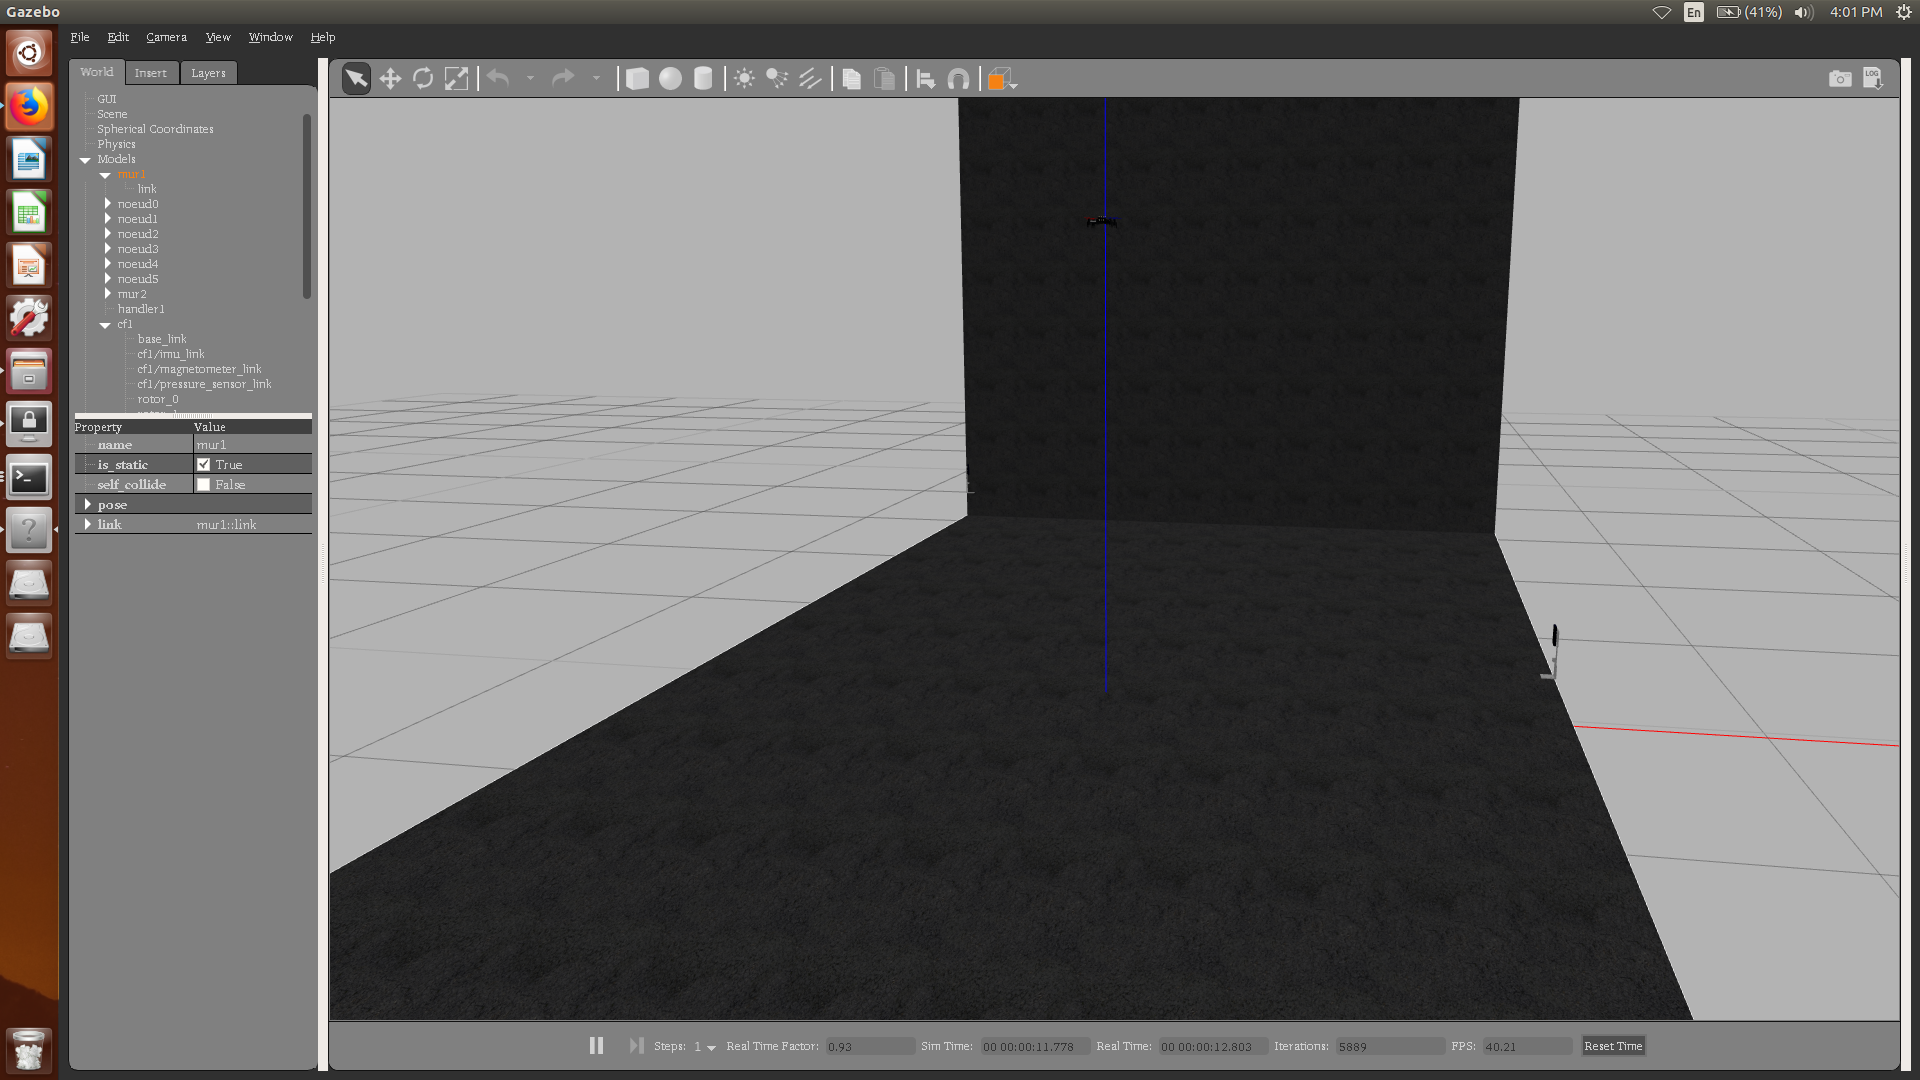 Gazebo
En (41%) 4:01 PM
File Edit Camera View Window Help
World Insert Layers
GUI
Scene
Spherical Coordinates
Physics
Models
mur1
link
noeud0
noeud1
noeud2
noeud3
noeud4
noeud5
mur2
handler1
cf1
base_link
cf1/imu_link
cf1/magnetometer_link
cf1/pressure_sensor_link
rotor_0
Property Value
name mur1
is_static True
self_collide False
pose
link mur1::link
LOG
Steps: 1 Real Time Factor: 0.93 Sim Time: 00 00:00:11.778 Real Time: 00 00:00:12.803 Iterations: 5889 FPS: 40.21 Reset Time